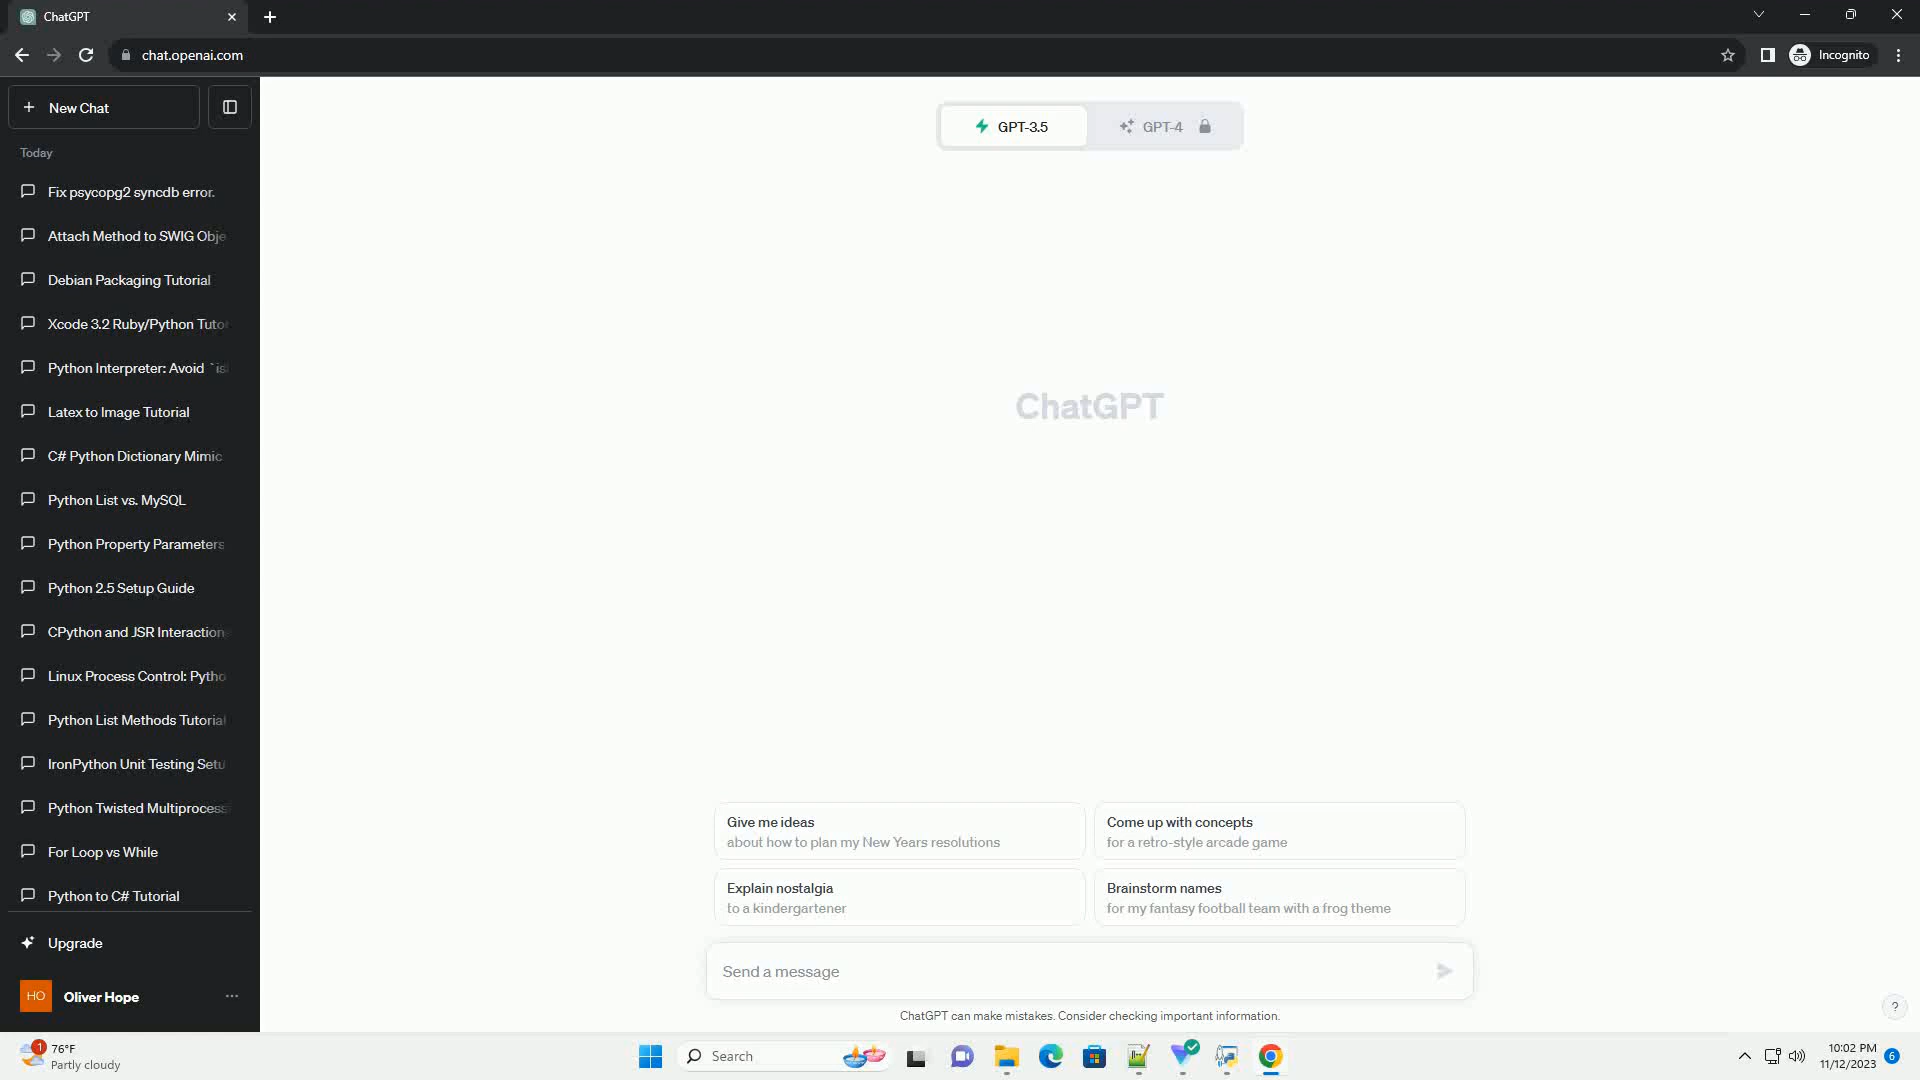 ChatGPT
chat.openai.com
Incognito
New Chat
Today
Fix psycopg2 syncdb error.
Attach Method to SWIG Obje
Debian Packaging Tutorial
Xcode 3.2 Ruby/Python Tuto
Python Interpreter: Avoid `is
Latex to Image Tutorial
C# Python Dictionary Mimic
Python List vs. MySQL
Python Property Parameters
Python 2.5 Setup Guide
CPython and JSR Interaction
Linux Process Control: Pytho
Python List Methods Tutorial
IronPython Unit Testing Setu
Python Twisted Multiprocess
For Loop vs While
Python to C# Tutorial
Upgrade
HO
Oliver Hope
GPT-3.5
GPT-4
ChatGPT
Give me ideas
about how to plan my New Years resolutions
Come up with concepts
for a retro-style arcade game
Explain nostalgia
to a kindergartener
Brainstorm names
for my fantasy football team with a frog theme
Send a message
ChatGPT can make mistakes. Consider checking important information.
?
1
76°F
Partly cloudy
Search
10:02 PM
11/12/2023
6